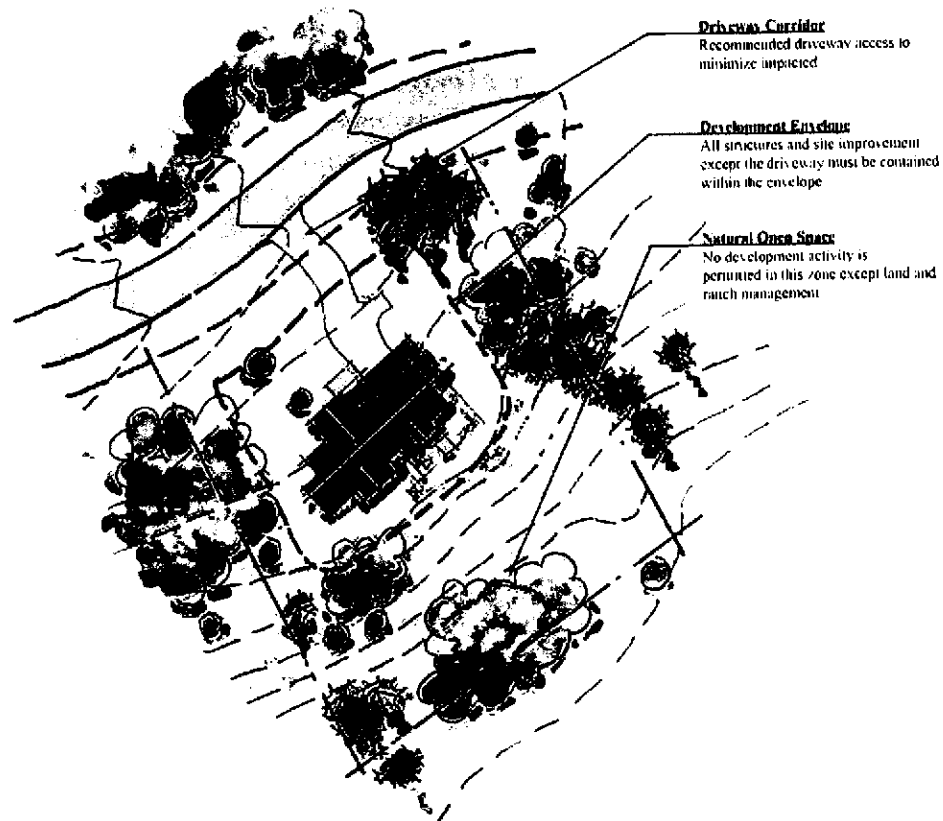 Driveway Corridor
Recommended driveway access to
minimize impacted
Development Envelope
All structures and site improvement
except the driveway must be contained
within the envelope
Natural Open Space
No development activity is
permitted in this zone except land and
ranch management